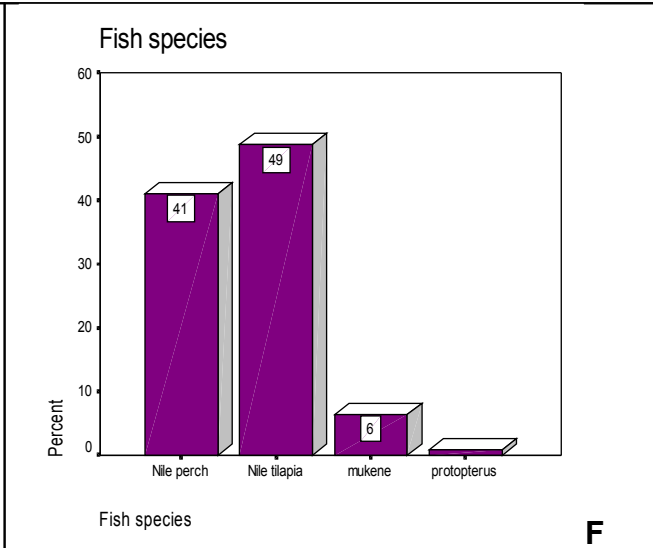 Fish species
60
50
40
30
20
10
0
Percent
41
49
6
Nile perch Nile tilapia mukene protopterus
Fish species
F